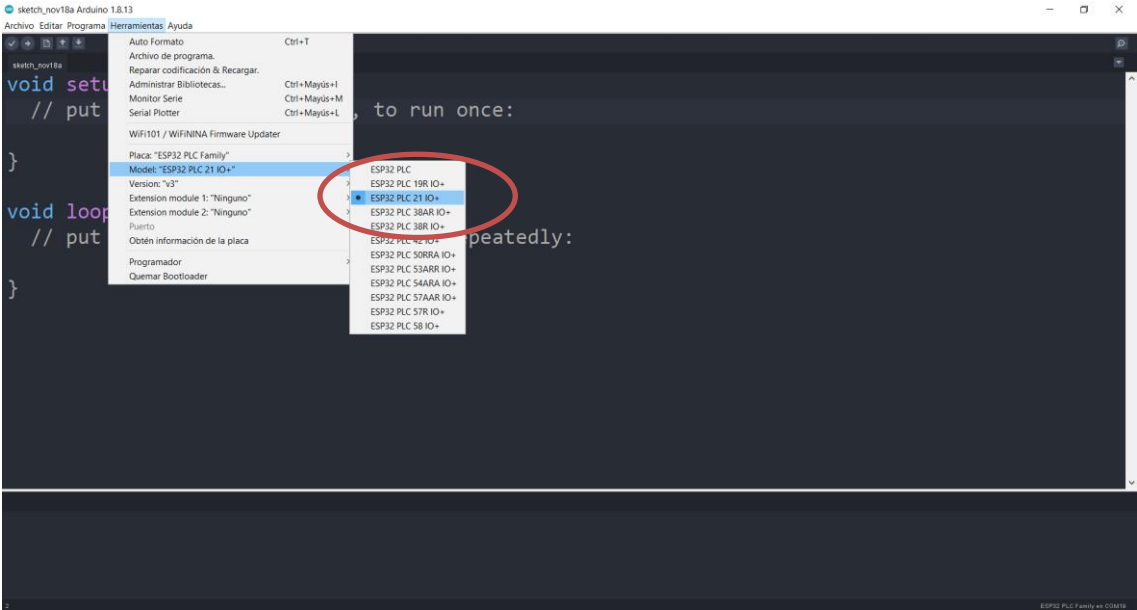 sketch_nov18a Arduino 1.8.13
Archivo Editar Programa Herramientas Ayuda
sketch_nov18a
void setu
// put
, to run once:
}
void loop
// put
epeatedly:
}
Auto Formato Ctrl+T
Archivo de programa.
Reparar codificación & Recargar.
Administrar Bibliotecas... Ctrl+Mayús+I
Monitor Serie Ctrl+Mayús+M
Serial Plotter Ctrl+Mayús+L
WiFi101 / WiFiNINA Firmware Updater
Placa: "ESP32 PLC Family"
Model: "ESP32 PLC 21 IO+"
Version: "v3"
Extension module 1: "Ninguno"
Extension module 2: "Ninguno"
Puerto
Obtén información de la placa
Programador
Quemar Bootloader
ESP32 PLC
ESP32 PLC 19R IO+
ESP32 PLC 21 IO+
ESP32 PLC 38AR IO+
ESP32 PLC 38R IO+
ESP32 PLC 42 IO+
ESP32 PLC 50RRA IO+
ESP32 PLC 53ARR IO+
ESP32 PLC 54ARA IO+
ESP32 PLC 57AAR IO+
ESP32 PLC 57R IO+
ESP32 PLC 58 IO+
2
ESP32 PLC Family en COM18